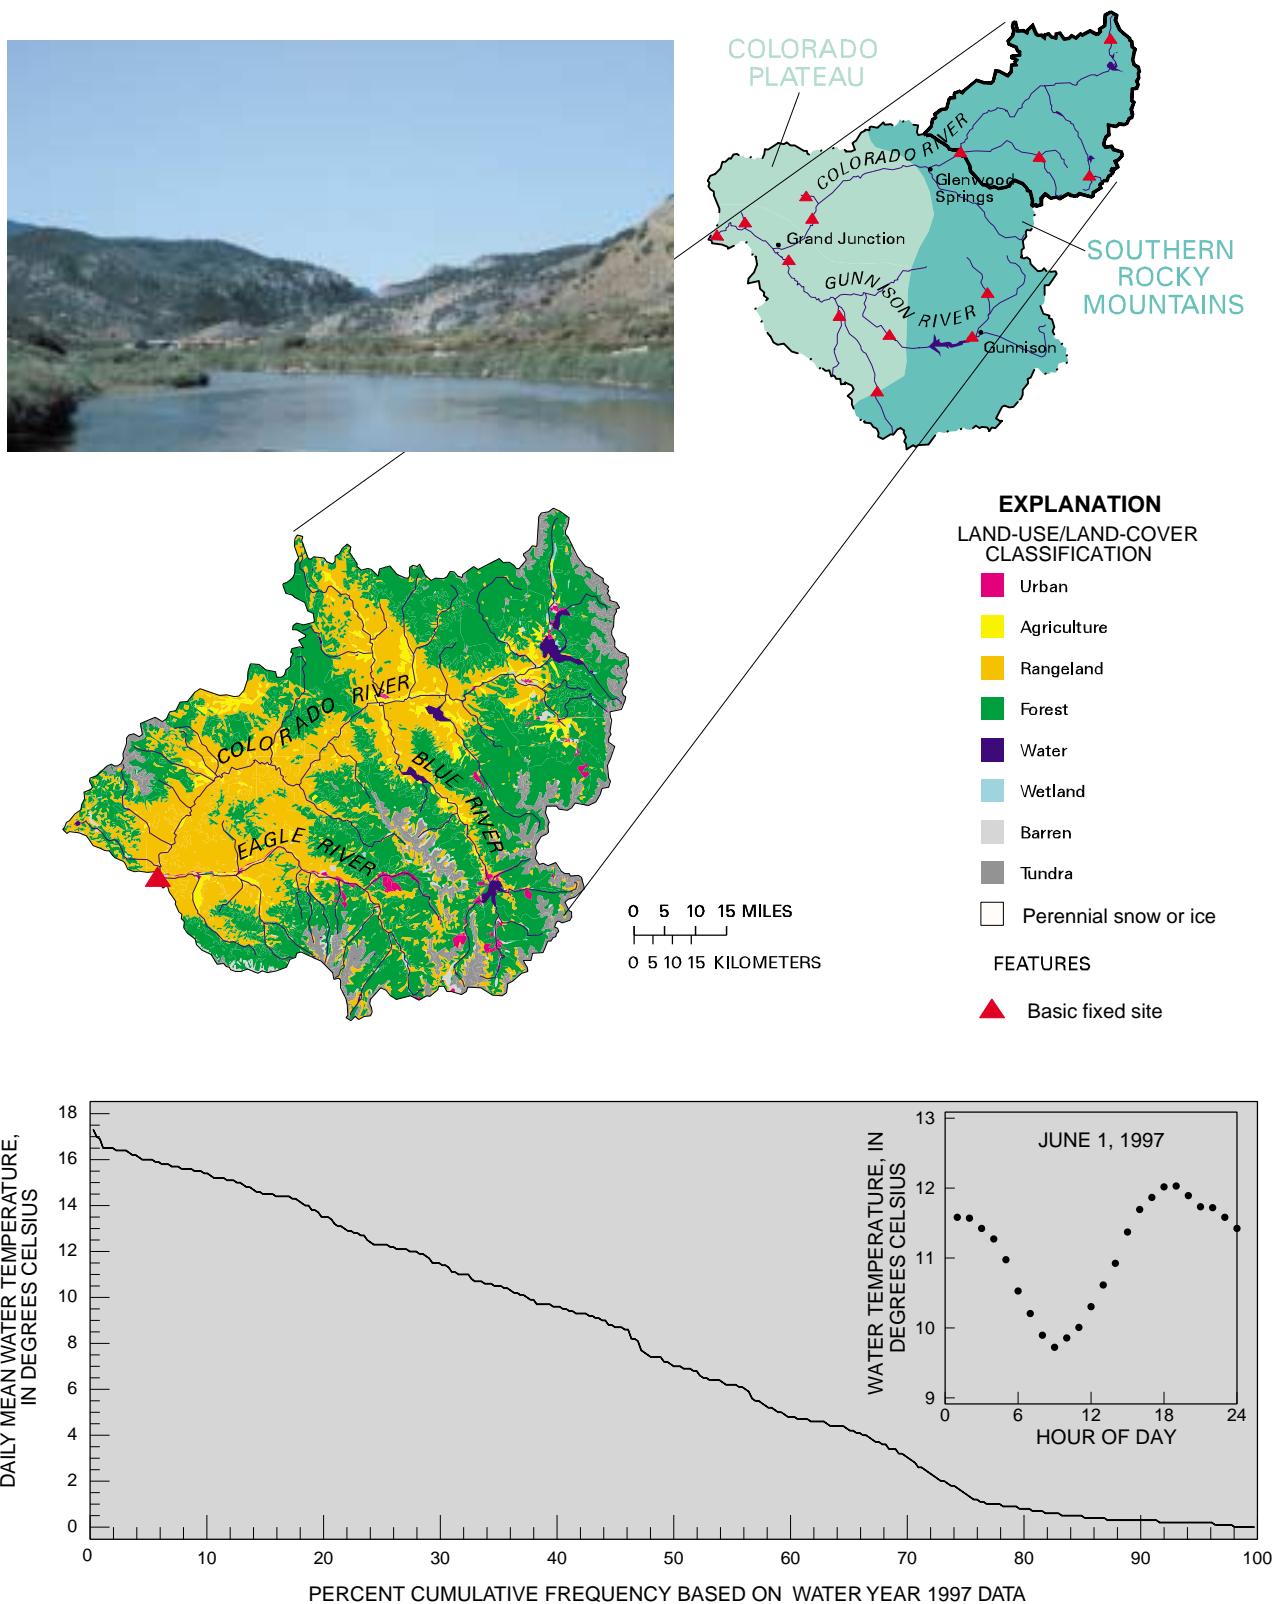 COLORADO
PLATEAU
COLORADO RIVER
Glenwood
Springs
Grand Junction
GUNNISON RIVER
Gunnison
SOUTHERN
ROCKY
MOUNTAINS
EXPLANATION
LAND-USE/LAND-COVER
CLASSIFICATION
Urban
Agriculture
Rangeland
Forest
Water
Wetland
Barren
Tundra
Perennial snow or ice
FEATURES
Basic fixed site
COLORADO RIVER
BLUE RIVER
EAGLE RIVER
0 5 10 15 MILES
0 5 10 15 KILOMETERS
DAILY MEAN WATER TEMPERATURE,
IN DEGREES CELSIUS
18
16
14
12
10
8
6
4
2
0
0 10 20 30 40 50 60 70 80 90 100
PERCENT CUMULATIVE FREQUENCY BASED ON WATER YEAR 1997 DATA
WATER TEMPERATURE, IN
DEGREES CELSIUS
JUNE 1, 1997
13
12
11
10
9
0 6 12 18 24
HOUR OF DAY